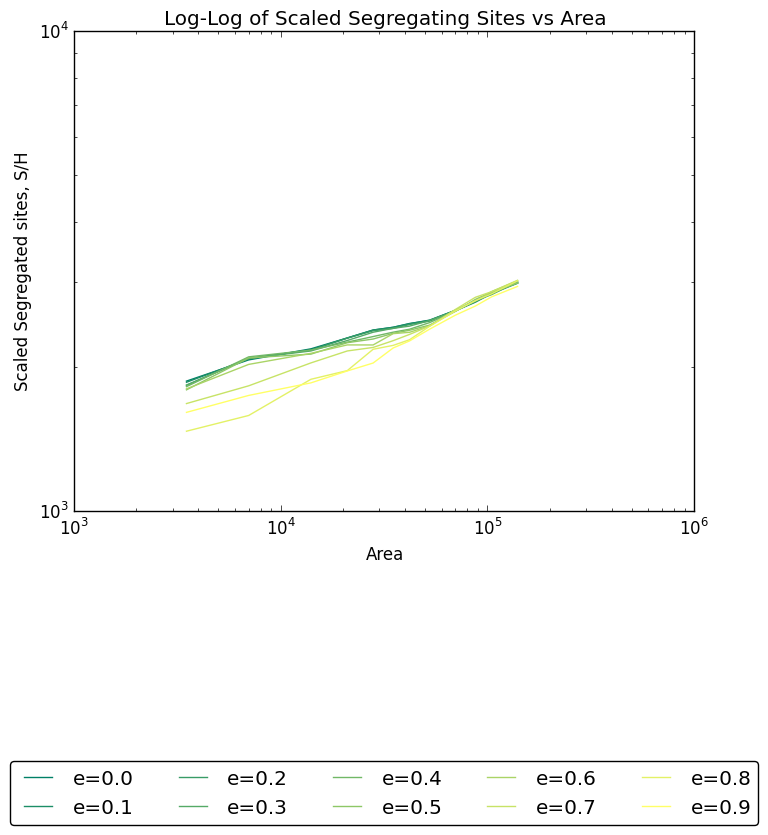 Log-Log of Scaled Segregating Sites vs Area
10^4
Scaled Segregated sites, S/H
10^3
10^3 10^4 10^5 10^6
Area
e=0.0 e=0.2 e=0.4 e=0.6 e=0.8
e=0.1 e=0.3 e=0.5 e=0.7 e=0.9